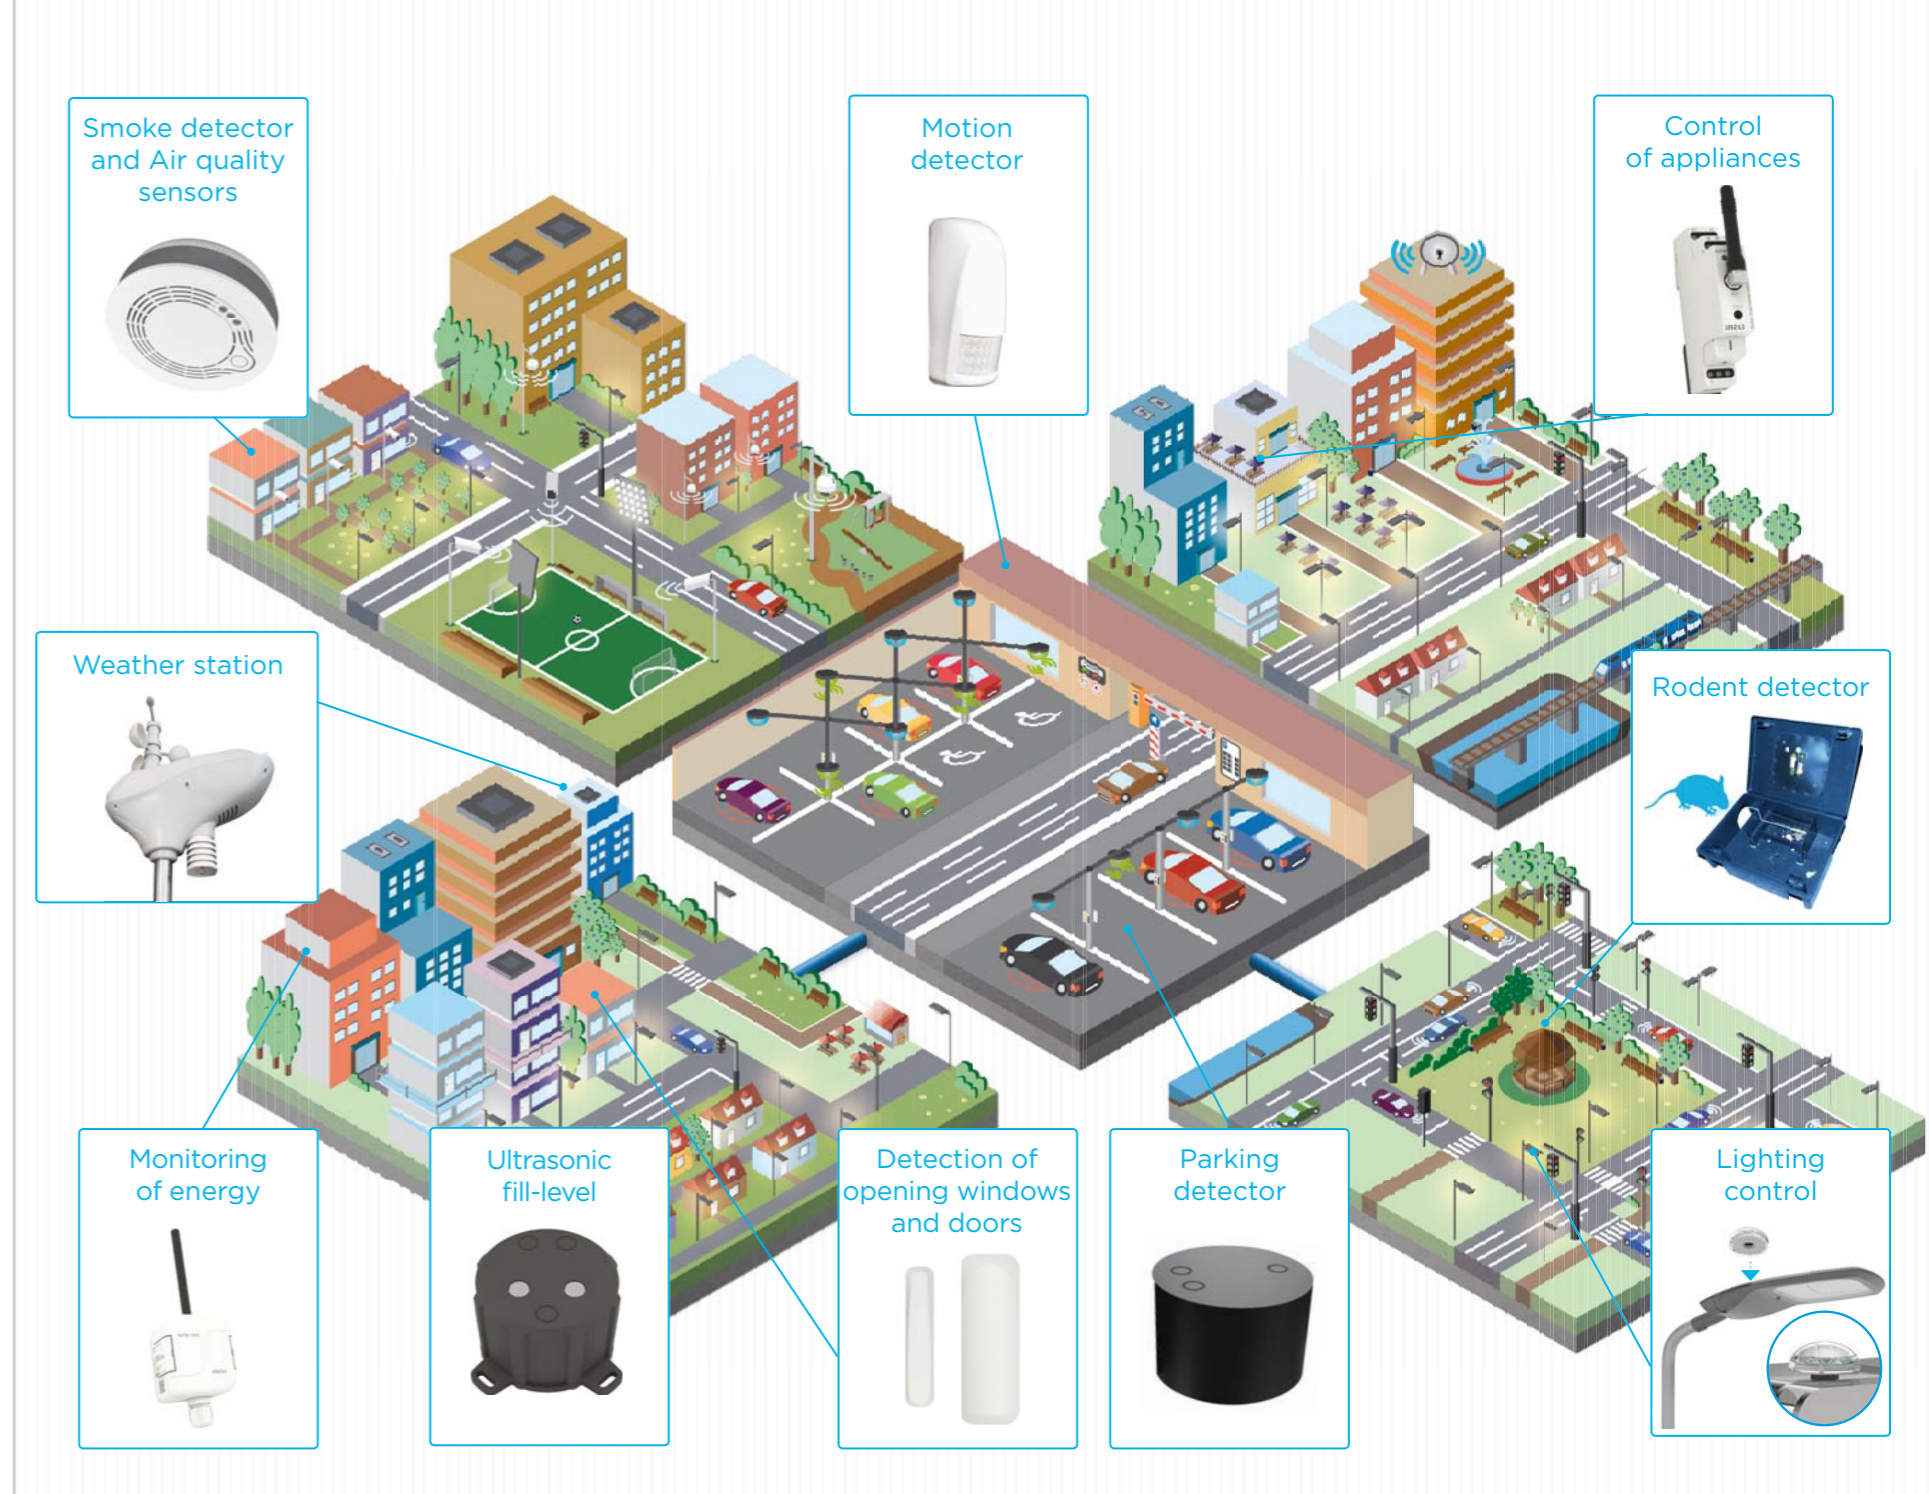 Smoke detector
and Air quality
sensors
Motion
detector
Control
of appliances
Weather station
Rodent detector
Monitoring
of energy
Ultrasonic
fill-level
Detection of
opening windows
and doors
Parking
detector
Lighting
control